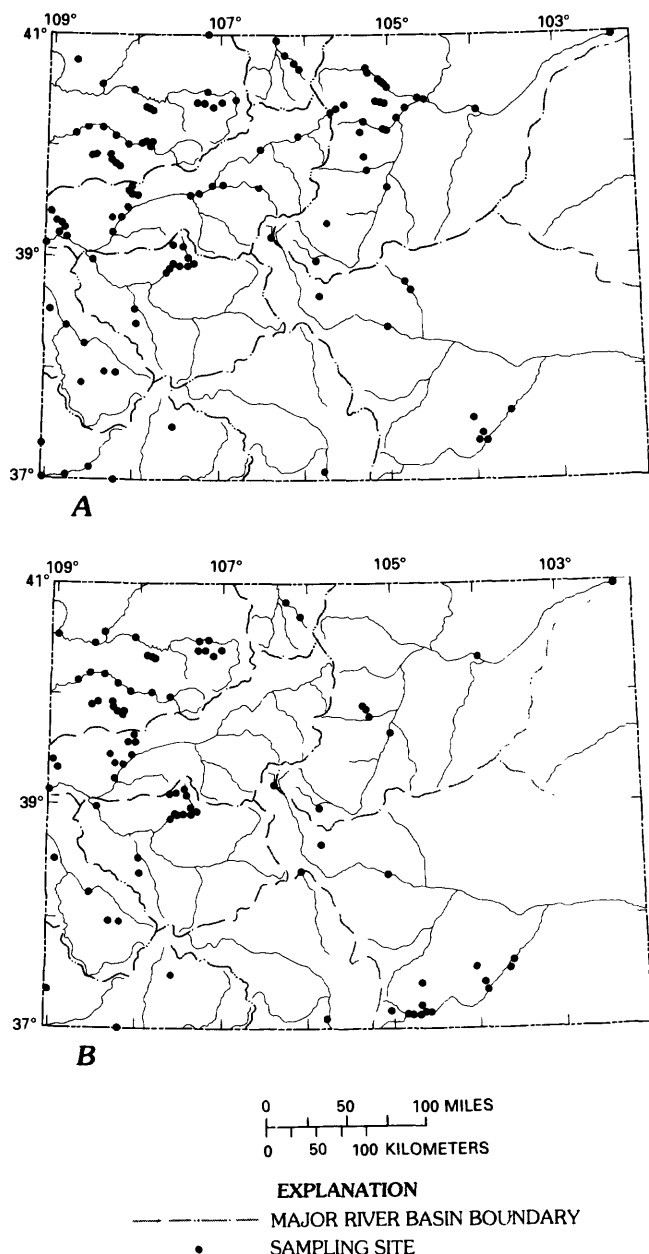 109° 107° 105° 103°
41°
39°
37°
A
109° 107° 105° 103°
41°
39°
37°
B
0 50 100 MILES
0 50 100 KILOMETERS
EXPLANATION
MAJOR RIVER BASIN BOUNDARY
SAMPLING SITE